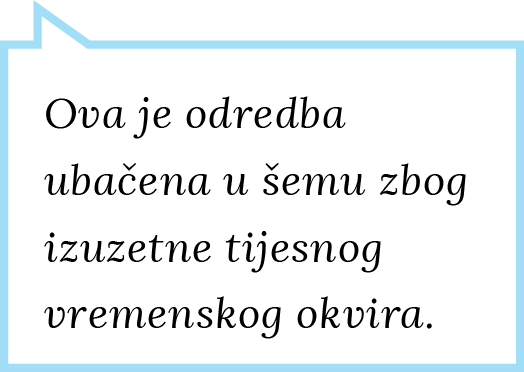 Ova je odredba
ubačena u šemu zbog
izuzetne tijesnog
vremenskog okvira.